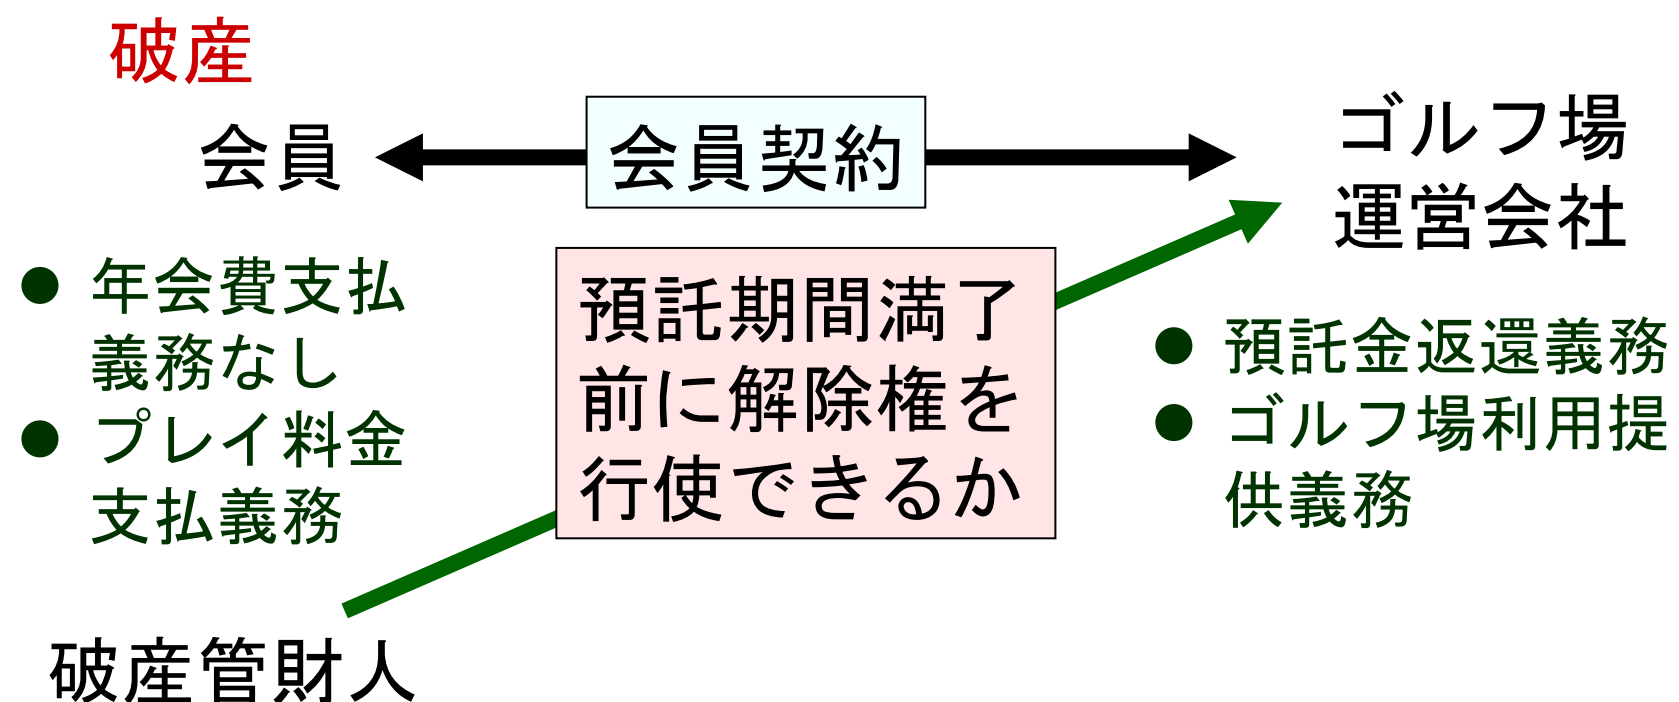 破産
会員
会員契約
ゴルフ場
運営会社
● 年会費支払
義務なし
● プレイ料金
支払義務
預託期間満了
前に解除権を
行使できるか
● 預託金返還義務
● ゴルフ場利用提
供義務
破産管財人